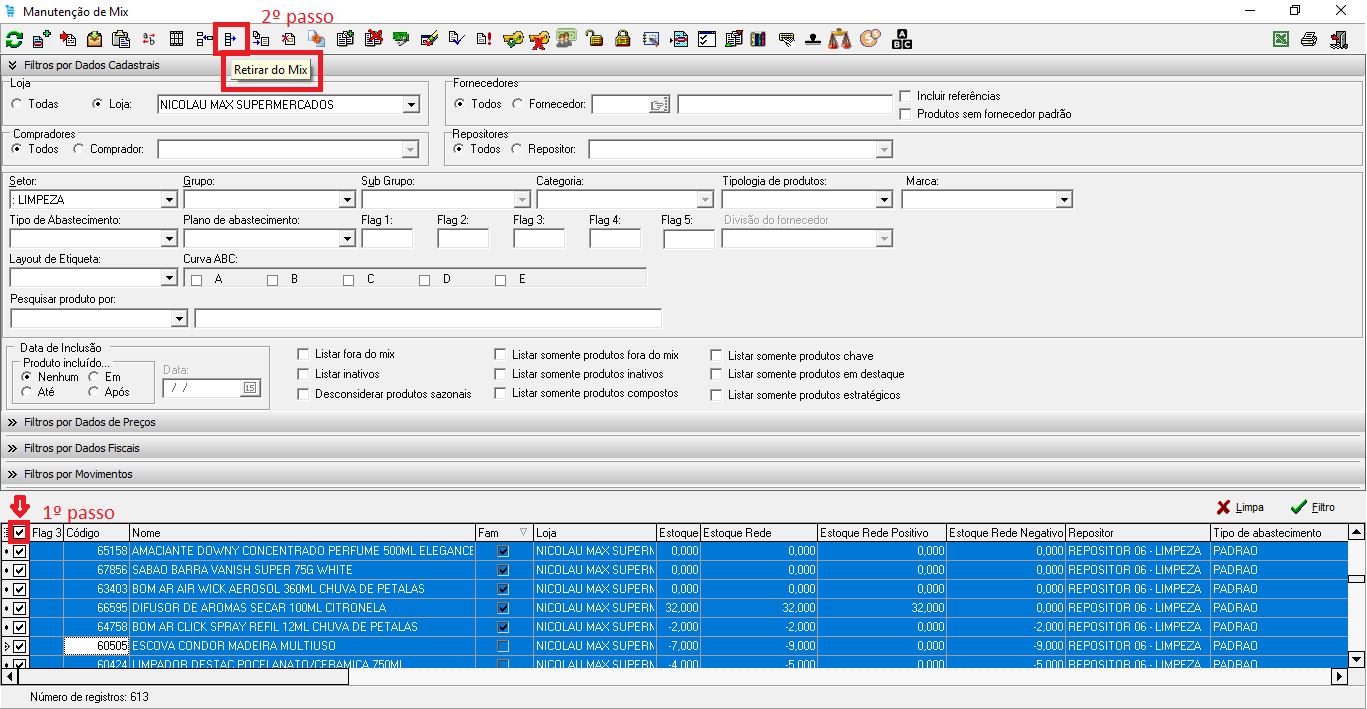 Manutenção de Mix
2º passo
Retirar do Mix
Filtros por Dados Cadastrais
Loja
Todas
Loja:
NICOLAU MAX SUPERMERCADOS
Fornecedores
Todos
Fornecedor:
Incluir referências
Produtos sem fornecedor padrão
Compradores
Todos
Comprador:
Repositores
Todos
Repositor:
Setor: Grupo: Sub Grupo: Categoria: Tipologia de produtos: Marca:
: LIMPEZA
Tipo de Abastecimento: Plano de abastecimento: Flag 1: Flag 2: Flag 3: Flag 4: Flag 5: Divisão do fornecedor
Layout de Etiqueta: Curva ABC:
A B C D E
Pesquisar produto por:
Data de Inclusão
Produto incluído...
Nenhum Em
Até Após
Data:
/ /
15
Listar fora do mix
Listar inativos
Desconsiderar produtos sazonais
Listar somente produtos fora do mix
Listar somente produtos inativos
Listar somente produtos compostos
Listar somente produtos chave
Listar somente produtos em destaque
Listar somente produtos estratégicos
Filtros por Dados de Preços
Filtros por Dados Fiscais
Filtros por Movimentos
1º passo
Limpa
Filtro
Flag 3 Código Nome Fam Loja Estoque Estoque Rede Estoque Rede Positivo Estoque Rede Negativo Repositor Tipo de abastecimento
65158 AMACIANTE DOWNY CONCENTRADO PERFUME 500ML ELEGANCE NICOLAU MAX SUPERM 0,000 0,000 0,000 0,000 REPOSITOR 06 - LIMPEZA PADRAO
67856 SABAO BARRA VANISH SUPER 75G WHITE NICOLAU MAX SUPERM 0,000 0,000 0,000 0,000 REPOSITOR 06 - LIMPEZA PADRAO
63403 BOM AR AIR WICK AEROSOL 360ML CHUVA DE PETALAS NICOLAU MAX SUPERM 0,000 0,000 0,000 0,000 REPOSITOR 06 - LIMPEZA PADRAO
66595 DIFUSOR DE AROMAS SECAR 100ML CITRONELA NICOLAU MAX SUPERM 32,000 32,000 32,000 0,000 REPOSITOR 06 - LIMPEZA PADRAO
64758 BOM AR CLICK SPRAY REFIL 12ML CHUVA DE PETALAS NICOLAU MAX SUPERM -2,000 -2,000 0,000 -2,000 REPOSITOR 06 - LIMPEZA PADRAO
60505 ESCOVA CONDOR MADEIRA MULTIUSO NICOLAU MAX SUPERM -7,000 -9,000 0,000 -9,000 REPOSITOR 06 - LIMPEZA PADRAO
60424 LIMPADOR DESTAC POCELANATO/CERAMICA 750ML NICOLAU MAX SUPERM -4,000 -5,000 0,000 -5,000 REPOSITOR 06 - LIMPEZA PADRAO
Número de registros: 613